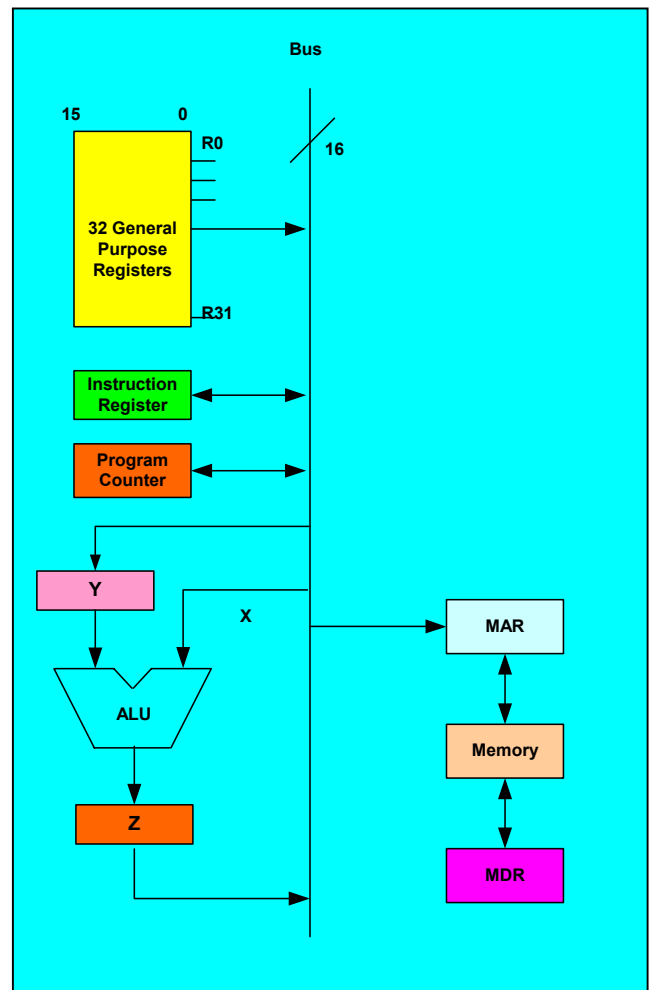 Bus
15 0
R0
16
32 General
Purpose
Registers
R31
Instruction
Register
Program
Counter
Y
X
MAR
ALU
Memory
Z
MDR